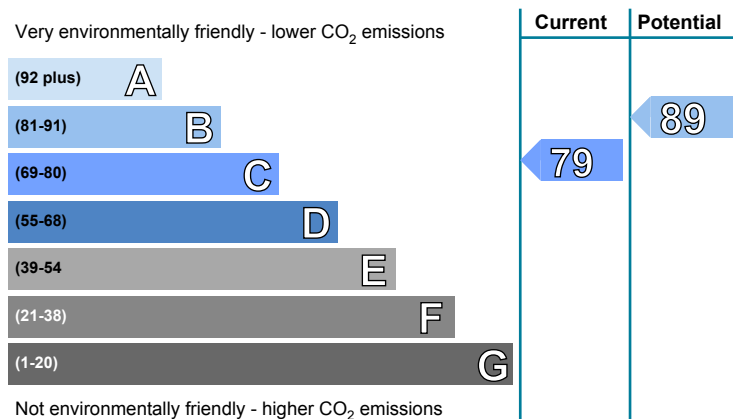 Very environmentally friendly - lower CO₂ emissions
Current
Potential
(92 plus) A
(81-91) B
(69-80) C
(55-68) D
(39-54 E
(21-38) F
(1-20) G
79
89
Not environmentally friendly - higher CO₂ emissions